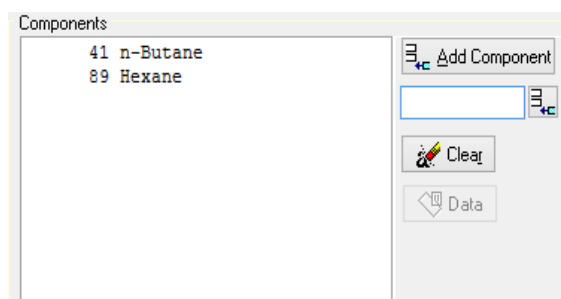 Components
41 n-Butane
89 Hexane
Add Component
Clear
Data